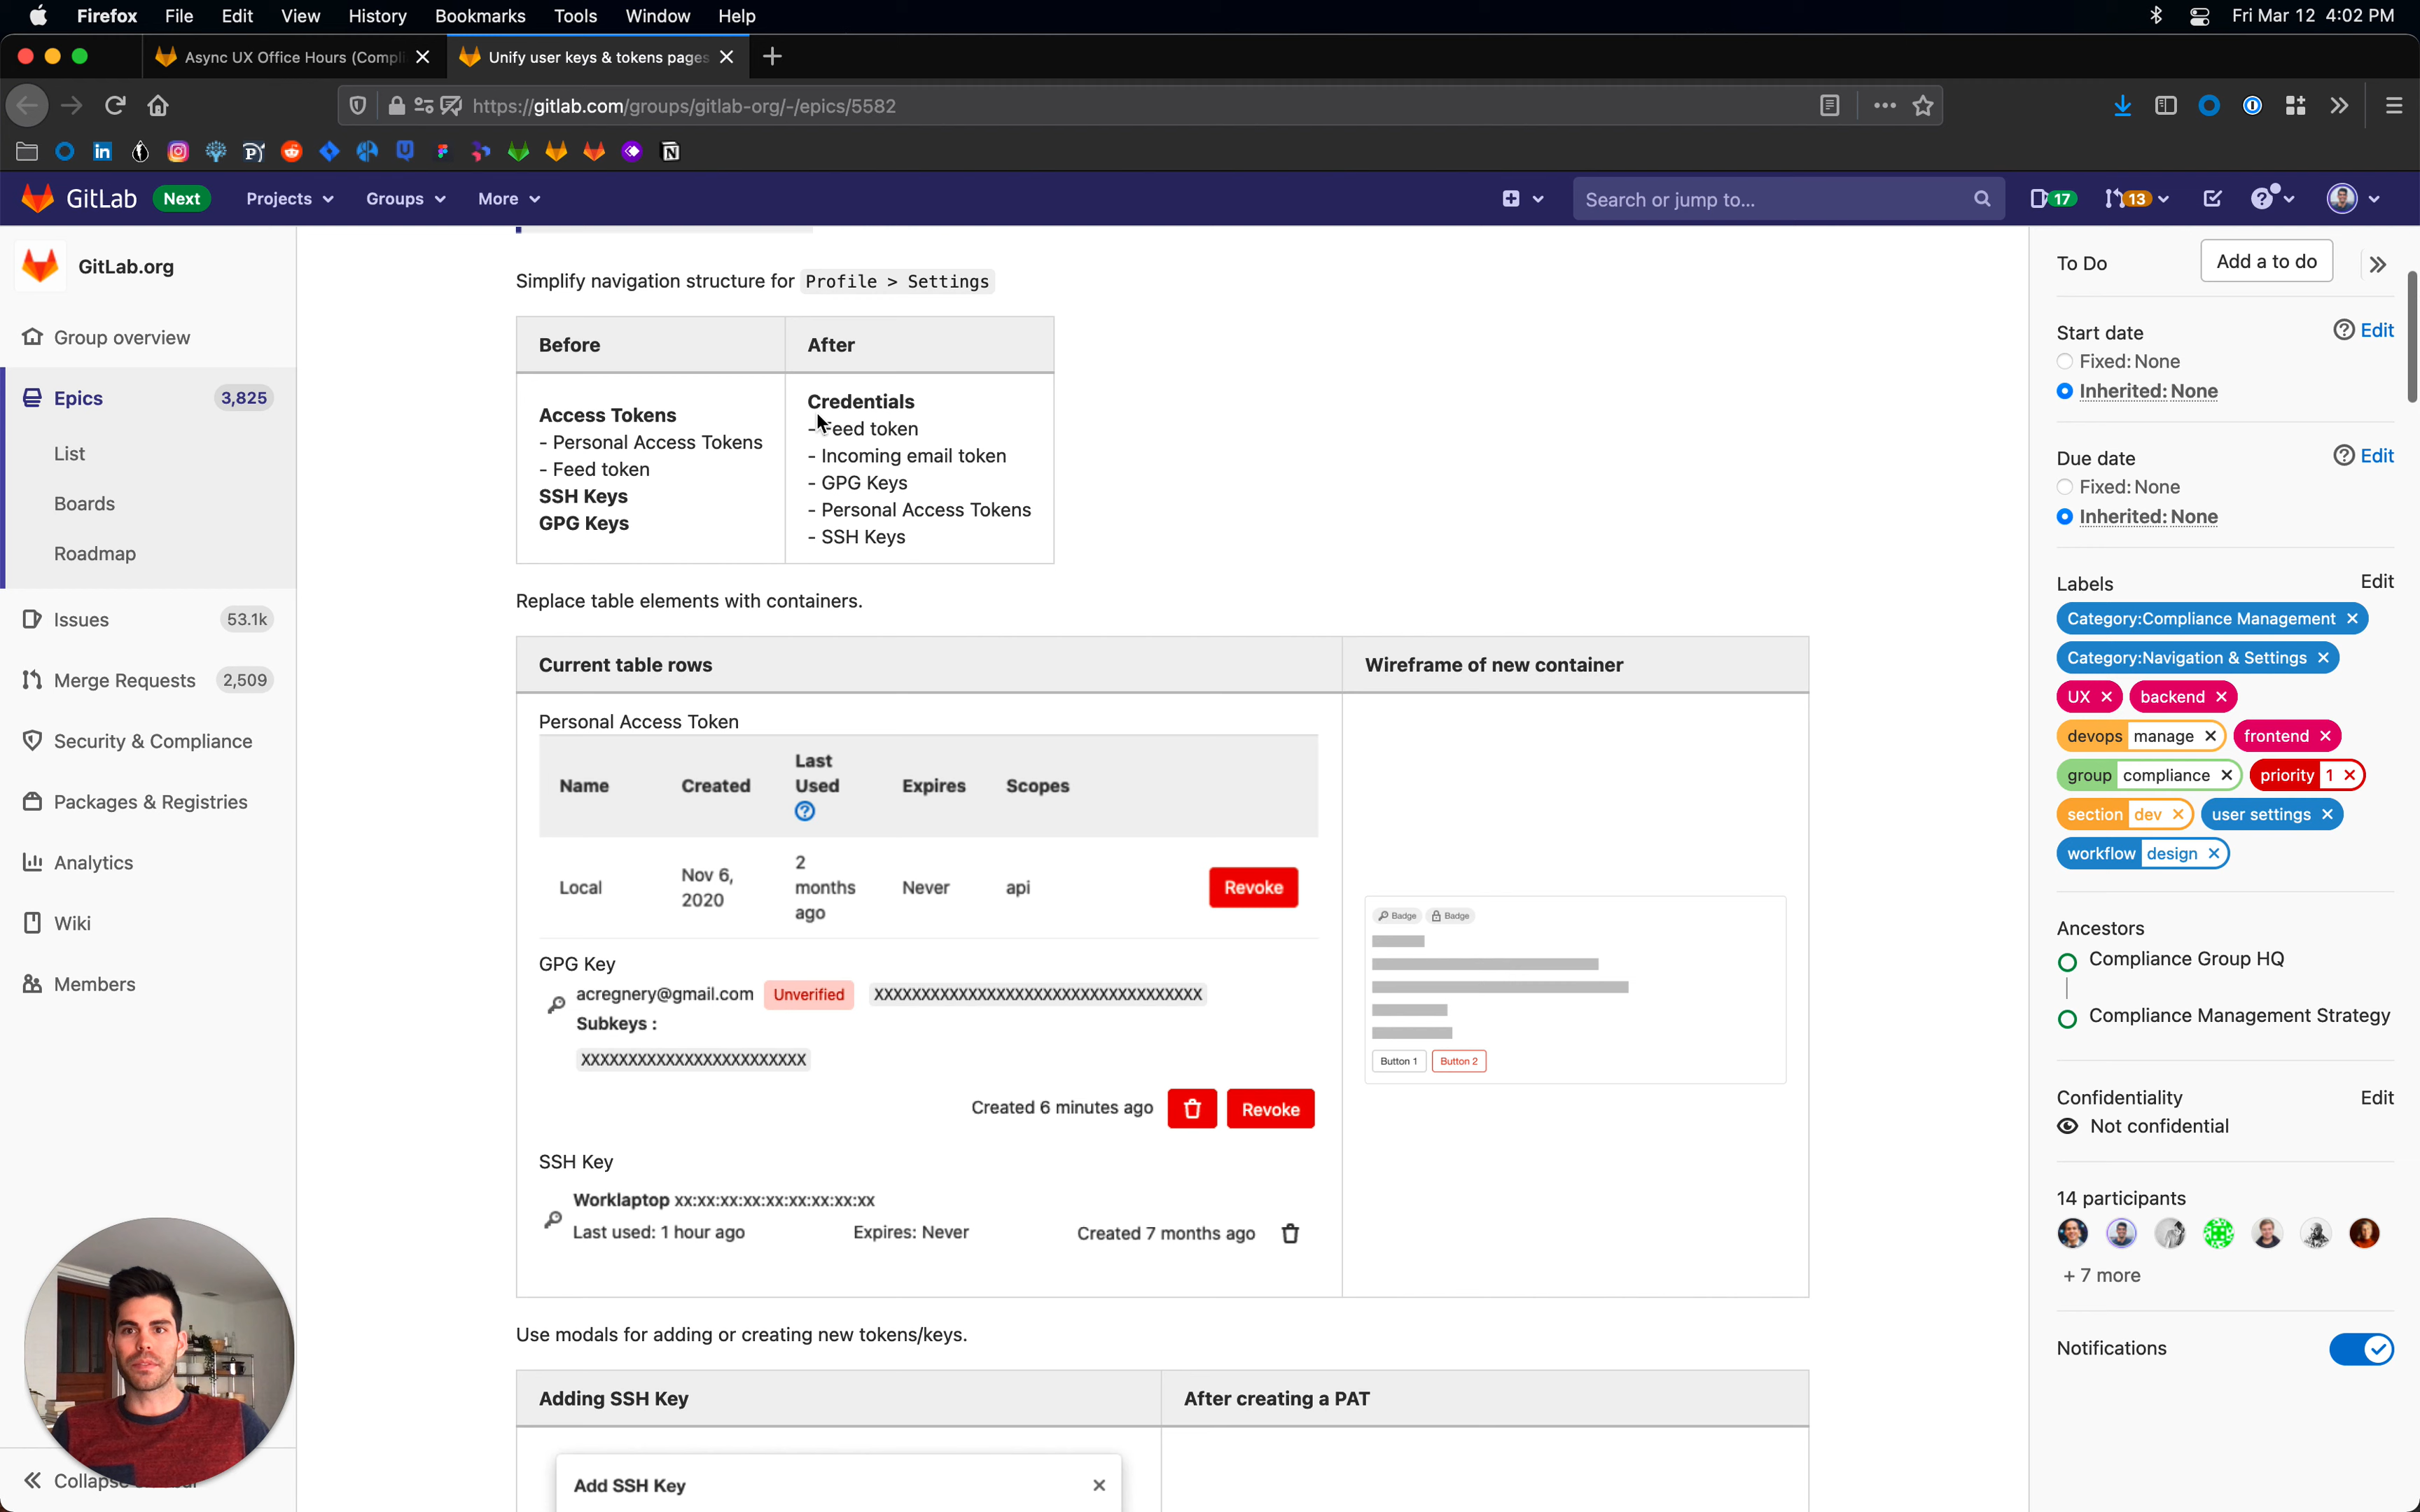 Firefox File Edit View History Bookmarks Tools Window Help Fri Mar 12 4:02 PM
Async UX Office Hours (Compli Unify user keys & tokens pages
https://gitlab.com/groups/gitlab-org/-/epics/5582
GitLab Next Projects Groups More Search or jump to... 17 13
GitLab.org
Group overview
Epics 3,825
List
Boards
Roadmap
Issues 53.1k
Merge Requests 2,509
Security & Compliance
Packages & Registries
Analytics
Wiki
Members
Simplify navigation structure for Profile > Settings
Before After
Access Tokens
- Personal Access Tokens
- Feed token
SSH Keys
GPG Keys
Credentials
- Feed token
- Incoming email token
- GPG Keys
- Personal Access Tokens
- SSH Keys
Replace table elements with containers.
Current table rows Wireframe of new container
Personal Access Token
Name Created Last Used Expires Scopes
Local Nov 6, 2020 2 months ago Never api Revoke
GPG Key
acregnery@gmail.com Unverified XXXXXXXXXXXXXXXXXXXXXXXXXXXXXXXXXXX
Subkeys :
XXXXXXXXXXXXXXXXXXXXXXXX
Created 6 minutes ago Revoke
SSH Key
Worklaptop xx:xx:xx:xx:xx:xx:xx:xx:xx
Last used: 1 hour ago Expires: Never Created 7 months ago
Badge Badge
Button 1 Button 2
Use modals for adding or creating new tokens/keys.
Adding SSH Key After creating a PAT
Add SSH Key
To Do Add a to do
Start date Edit
Fixed: None
Inherited: None
Due date Edit
Fixed: None
Inherited: None
Labels Edit
Category:Compliance Management
Category:Navigation & Settings
UX backend
devops manage frontend
group compliance priority 1
section dev user settings
workflow design
Ancestors
Compliance Group HQ
Compliance Management Strategy
Confidentiality Edit
Not confidential
14 participants
+ 7 more
Notifications